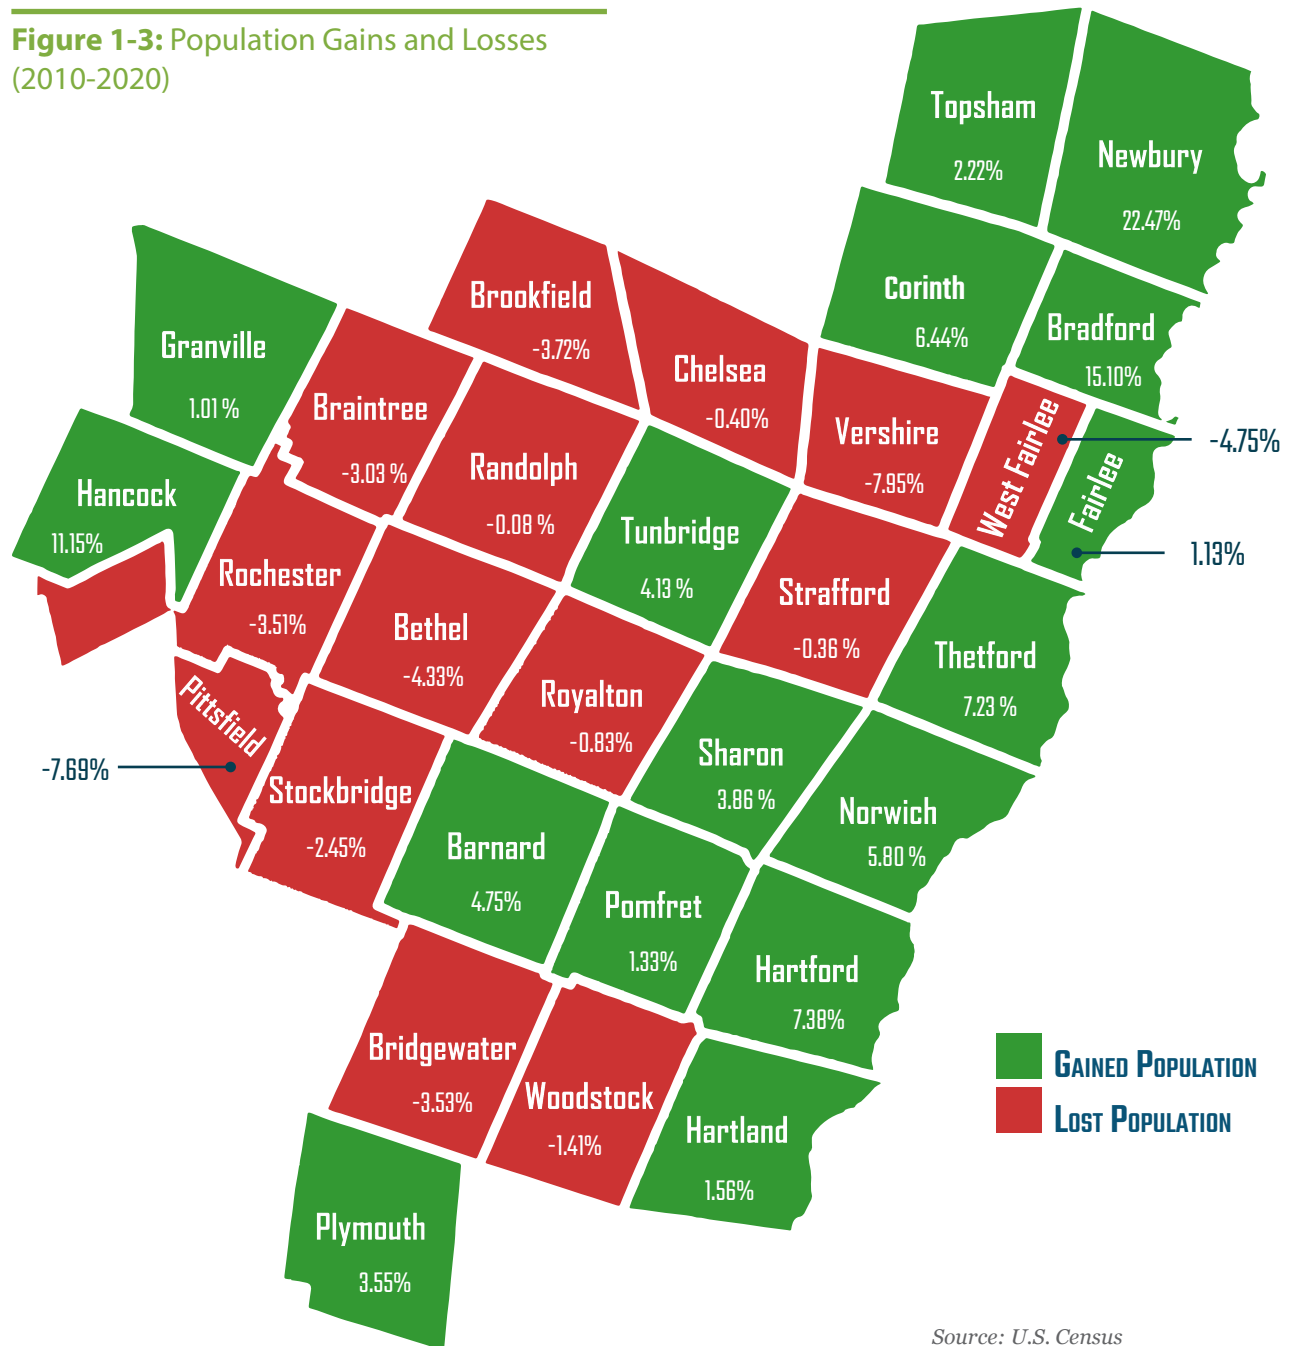 Figure 1-3: Population Gains and Losses
(2010-2020)
Topsham
2.22%
Newbury
22.47%
Corinth
6.44%
Bradford
15.10%
Brookfield
-3.72%
Chelsea
-0.40%
Granville
1.01 %
Braintree
-3.03 %
Randolph
-0.08 %
Vershire
-7.95%
West Fairlee
-4.75%
Fairlee
1.13%
Hancock
11.15%
Tunbridge
4.13 %
Rochester
-3.51%
Bethel
-4.33%
Strafford
-0.36 %
Thetford
7.23 %
Royalton
-0.83%
Pittsfield
-7.69%
Sharon
3.86 %
Stockbridge
-2.45%
Norwich
5.80 %
Barnard
4.75%
Pomfret
1.33%
Hartford
7.38%
Bridgewater
-3.53%
Woodstock
-1.41%
Hartland
1.56%
Plymouth
3.55%
Gained Population
Lost Population
Source: U.S. Census